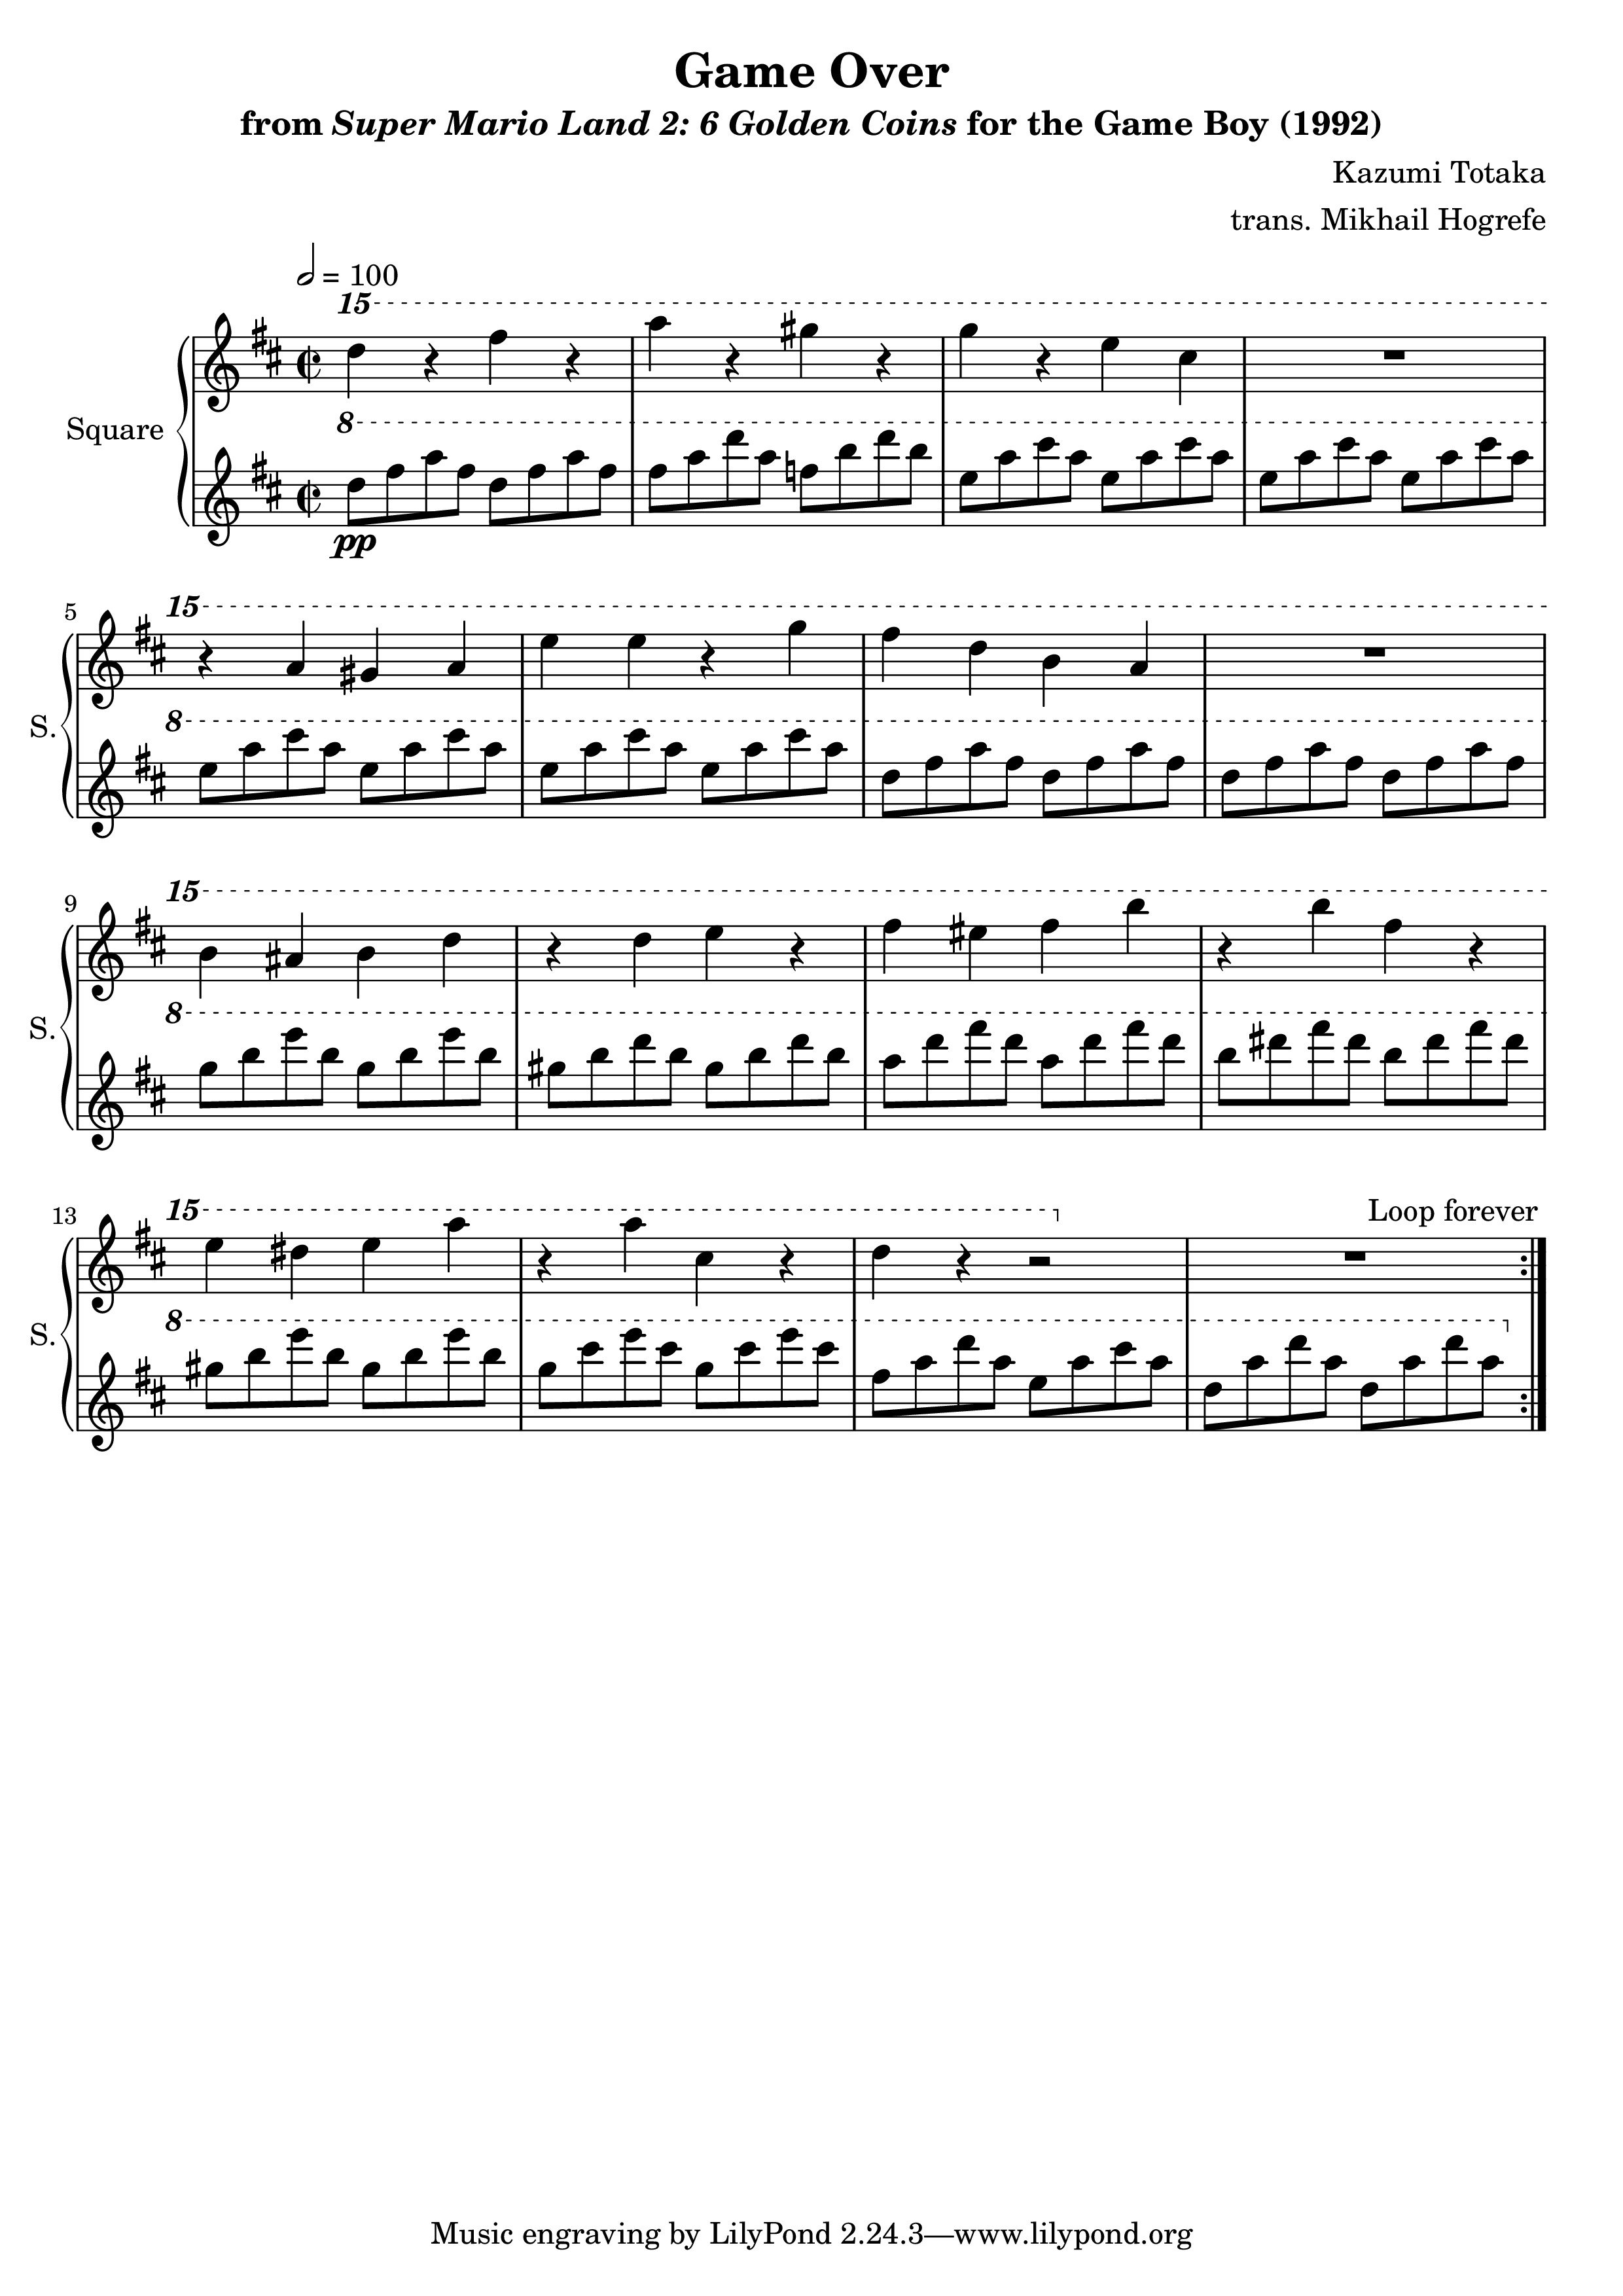 Game Over
from Super Mario Land 2: 6 Golden Coins for the Game Boy (1992)
Kazumi Totaka
trans. Mikhail Hogrefe
= 100
15
Square
8
pp
5
15
S.
8
9
15
S.
8
13
15
Loop forever
S.
8
Music engraving by LilyPond 2.24.3—www.lilypond.org